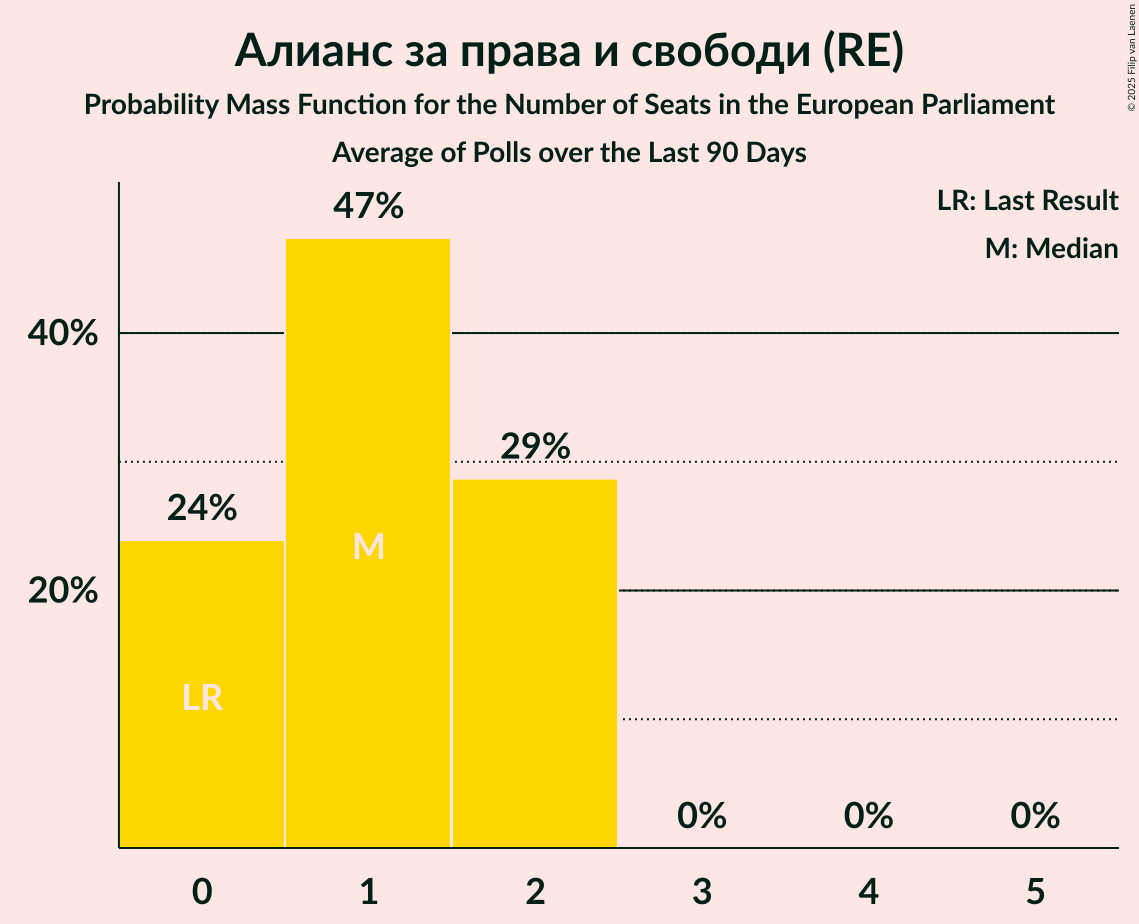 Алианс за права и свободи (RE)
Probability Mass Function for the Number of Seats in the European Parliament
Average of Polls over the Last 90 Days
© 2025 Filip van Laenen
LR: Last Result
M: Median
47%
40%
29%
24%
M
20%
LR
0% 0% 0%
0 1 2 3 4 5